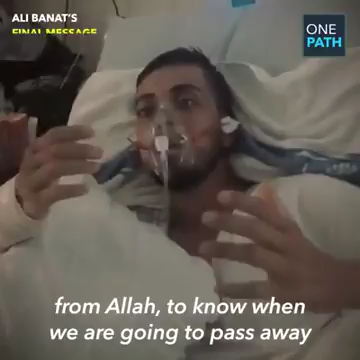 ALI BANAT'S
FINAL MESSAGE
ONE
PATH
from Allah, to know when
we are going to pass away